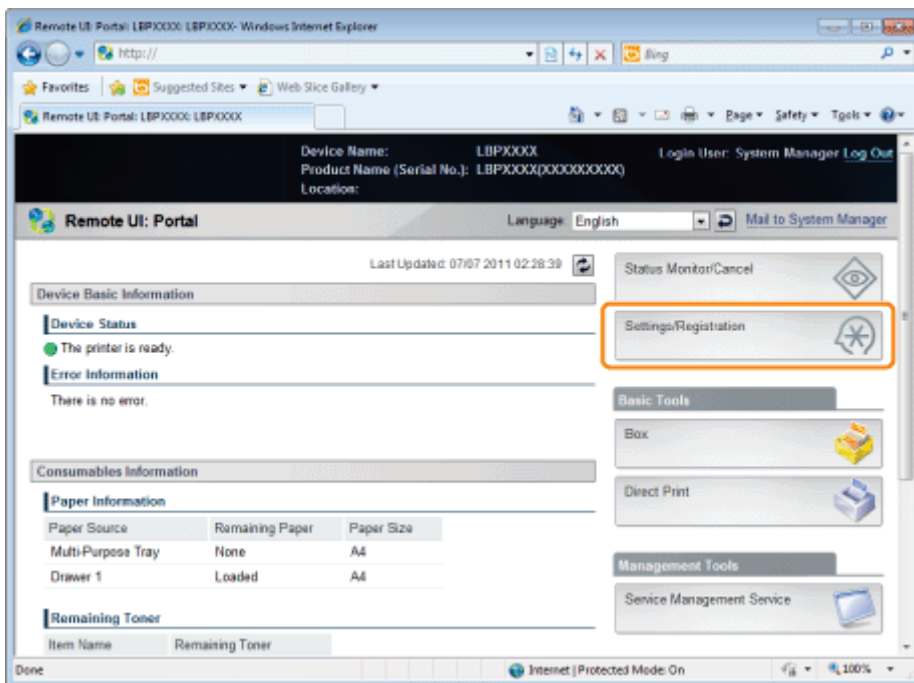 Remote UI: Portal: LBPXXXX: LBPXXXX- Windows Internet Explorer
http://
Bing
Favorites Suggested Sites Web Slice Gallery
Remote UI: Portal: LBPXXXX: LBPXXXX
Page Safety Tools
Device Name: LBPXXXX
Login User: System Manager Log Out
Product Name (Serial No.): LBPXXXX(XXXXXXXXX)
Location:
Remote UI: Portal
Language: English
Mail to System Manager
Last Updated: 07/07 2011 02:28:39
Status Monitor/Cancel
Device Basic Information
Settings/Registration
Device Status
The printer is ready.
Error Information
There is no error.
Basic Tools
Box
Consumables Information
Direct Print
Paper Information
Paper Source Remaining Paper Paper Size
Multi-Purpose Tray None A4
Drawer 1 Loaded A4
Management Tools
Service Management Service
Remaining Toner
Item Name Remaining Toner
Done
Internet | Protected Mode: On
100%